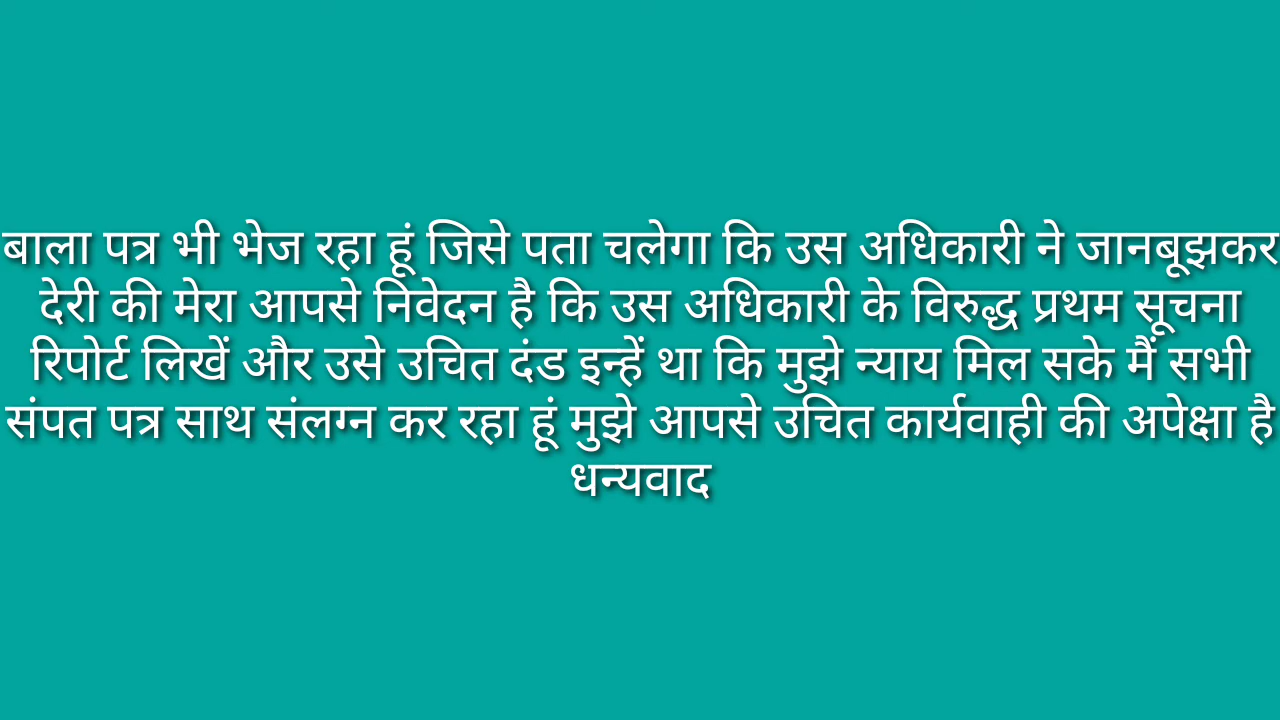 बाला पत्र भी भेज रहा हूं जिसे पता चलेगा कि उस अधिकारी ने जानबूझकर
देरी की मेरा आपसे निवेदन है कि उस अधिकारी के विरुद्ध प्रथम सूचना
रिपोर्ट लिखें और उसे उचित दंड इन्हें था कि मुझे न्याय मिल सके मैं सभी
संपत पत्र साथ संलग्न कर रहा हूं मुझे आपसे उचित कार्यवाही की अपेक्षा है
धन्यवाद